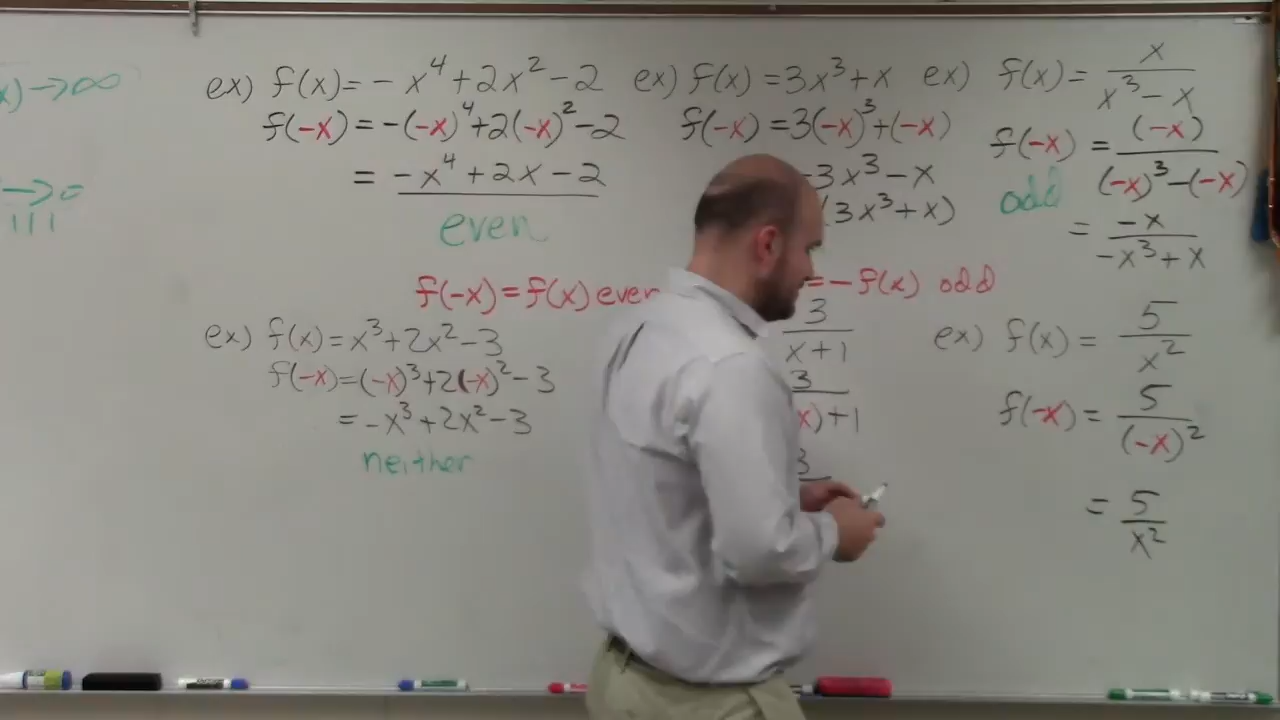 x) → ∞
→ 0
ex) f(x) = - x⁴ + 2x² - 2
f(-x) = -(-x)⁴ + 2(-x)² - 2
= -x⁴ + 2x - 2
even
ex) f(x) = 3x³ + x
f(-x) = 3(-x)³ + (-x)
-3x³ - x
(3x³ + x)
odd
ex) f(x) = x / (x³ - x)
f(-x) = (-x) / ((-x)³ - (-x))
= -x / (-x³ + x)
f(-x) = f(x) even
= -f(x) odd
ex) f(x) = x³ + 2x² - 3
f(-x) = (-x)³ + 2(-x)² - 3
= -x³ + 2x² - 3
neither
3 / (x + 1)
3 / x) + 1
3
ex) f(x) = 5 / x²
f(-x) = 5 / (-x)²
= 5 / x²